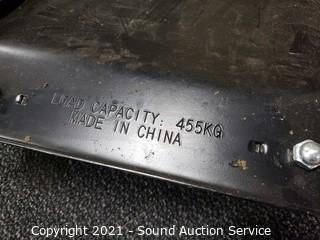 LOAD CAPACITY: 455KG
MADE IN CHINA
Copyright 2021 - Sound Auction Service